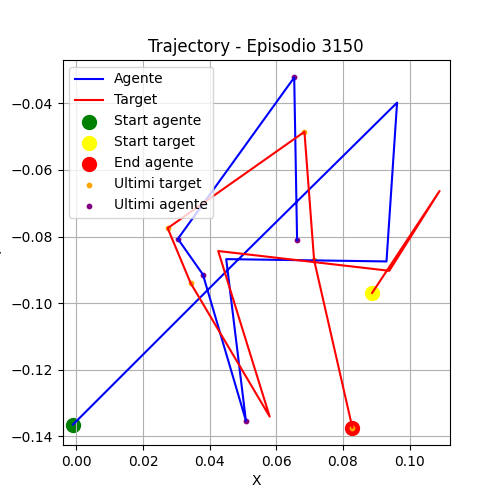 Trajectory - Episodio 3150
Agente
Target
Start agente
Start target
End agente
Ultimi target
Ultimi agente
−0.04
−0.06
−0.08
−0.10
−0.12
−0.14
0.00
0.02
0.04
0.06
0.08
0.10
X